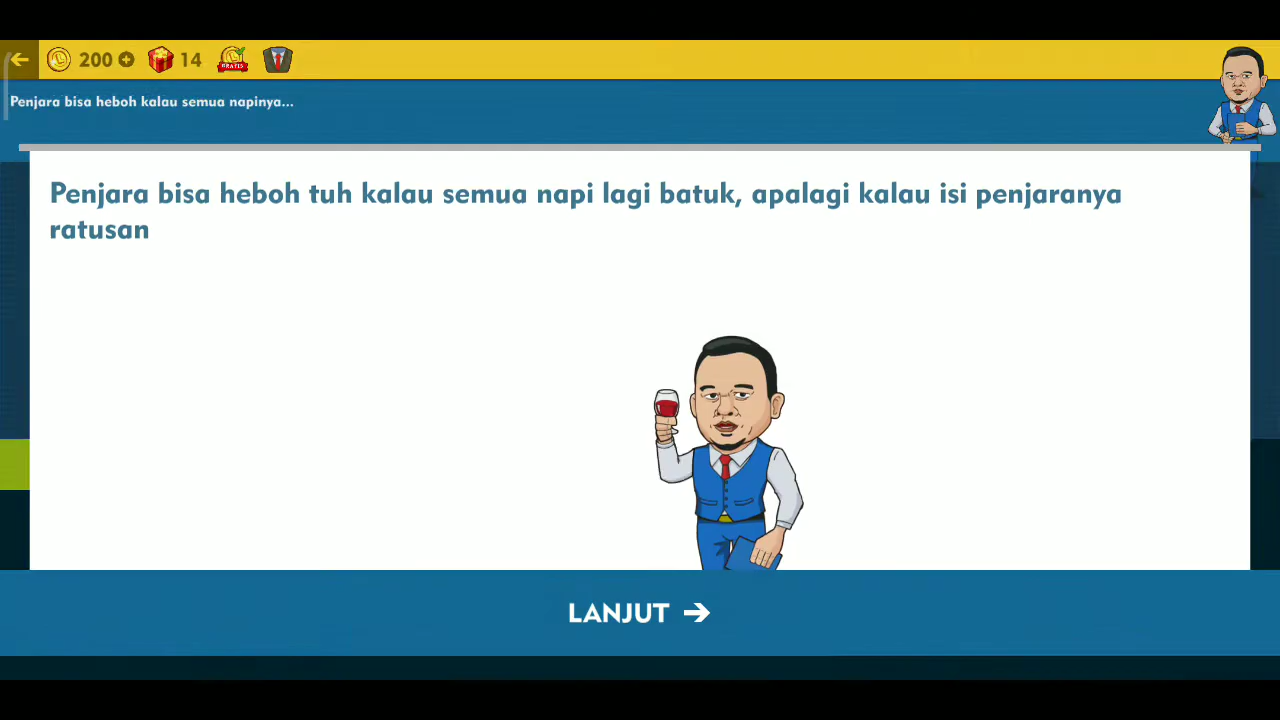 200
14
GRATIS
Penjara bisa heboh kalau semua napinya...
Penjara bisa heboh tuh kalau semua napi lagi batuk, apalagi kalau isi penjaranya
ratusan
LANJUT